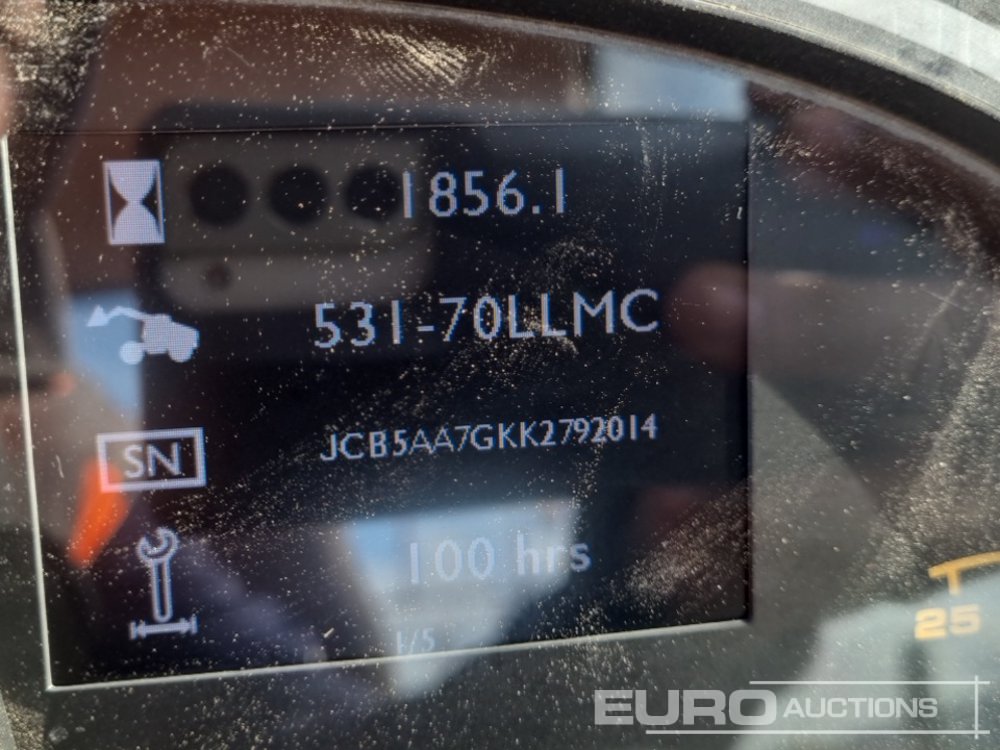 1856.1
531-70LLMC
SN JCB5AA7GKK2792014
100 hrs
1/5
25
EURO AUCTIONS